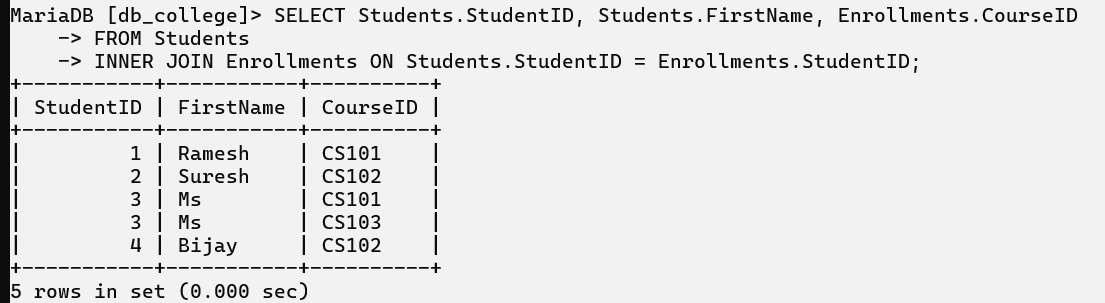 MariaDB [db_college]> SELECT Students.StudentID, Students.FirstName, Enrollments.CourseID
    -> FROM Students
    -> INNER JOIN Enrollments ON Students.StudentID = Enrollments.StudentID;
+-----------+-----------+----------+
| StudentID | FirstName | CourseID |
+-----------+-----------+----------+
|         1 | Ramesh    | CS101    |
|         2 | Suresh    | CS102    |
|         3 | Ms        | CS101    |
|         3 | Ms        | CS103    |
|         4 | Bijay     | CS102    |
+-----------+-----------+----------+
5 rows in set (0.000 sec)